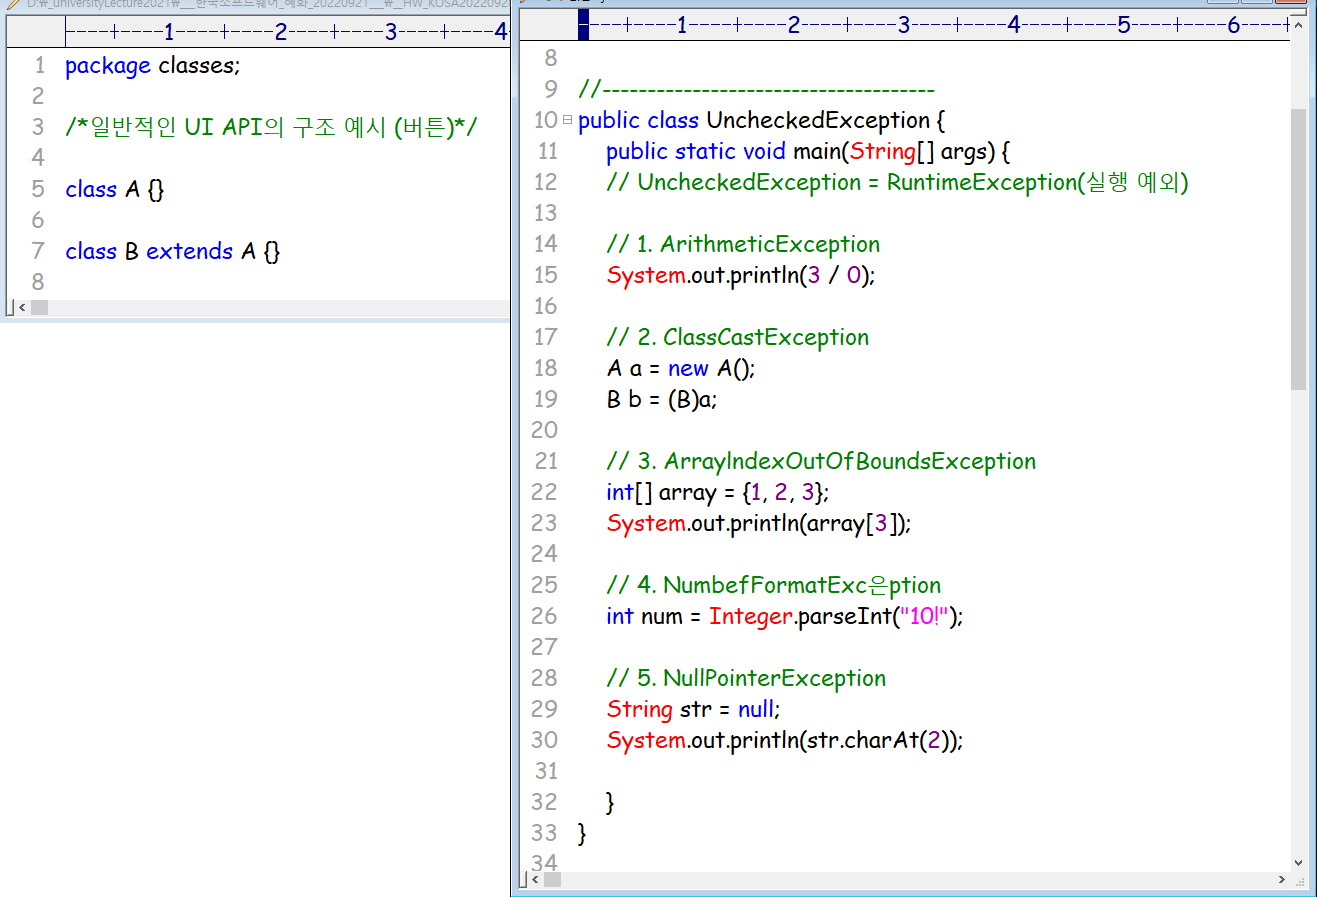 D:\_universityLecture2021\___한국소프트웨어_예화_20220921___\__HW_KOSA2022092
1 2 3 4
1 package classes;
2
3 /*일반적인 UI API의 구조 예시 (버튼)*/
4
5 class A {}
6
7 class B extends A {}
8
1 2 3 4 5 6
8
9 //-------------------------------------
10 public class UncheckedException {
11 public static void main(String[] args) {
12 // UncheckedException = RuntimeException(실행 예외)
13
14 // 1. ArithmeticException
15 System.out.println(3 / 0);
16
17 // 2. ClassCastException
18 A a = new A();
19 B b = (B)a;
20
21 // 3. ArrayIndexOutOfBoundsException
22 int[] array = {1, 2, 3};
23 System.out.println(array[3]);
24
25 // 4. NumbefFormatExc은ption
26 int num = Integer.parseInt("10!");
27
28 // 5. NullPointerException
29 String str = null;
30 System.out.println(str.charAt(2));
31
32 }
33 }
34